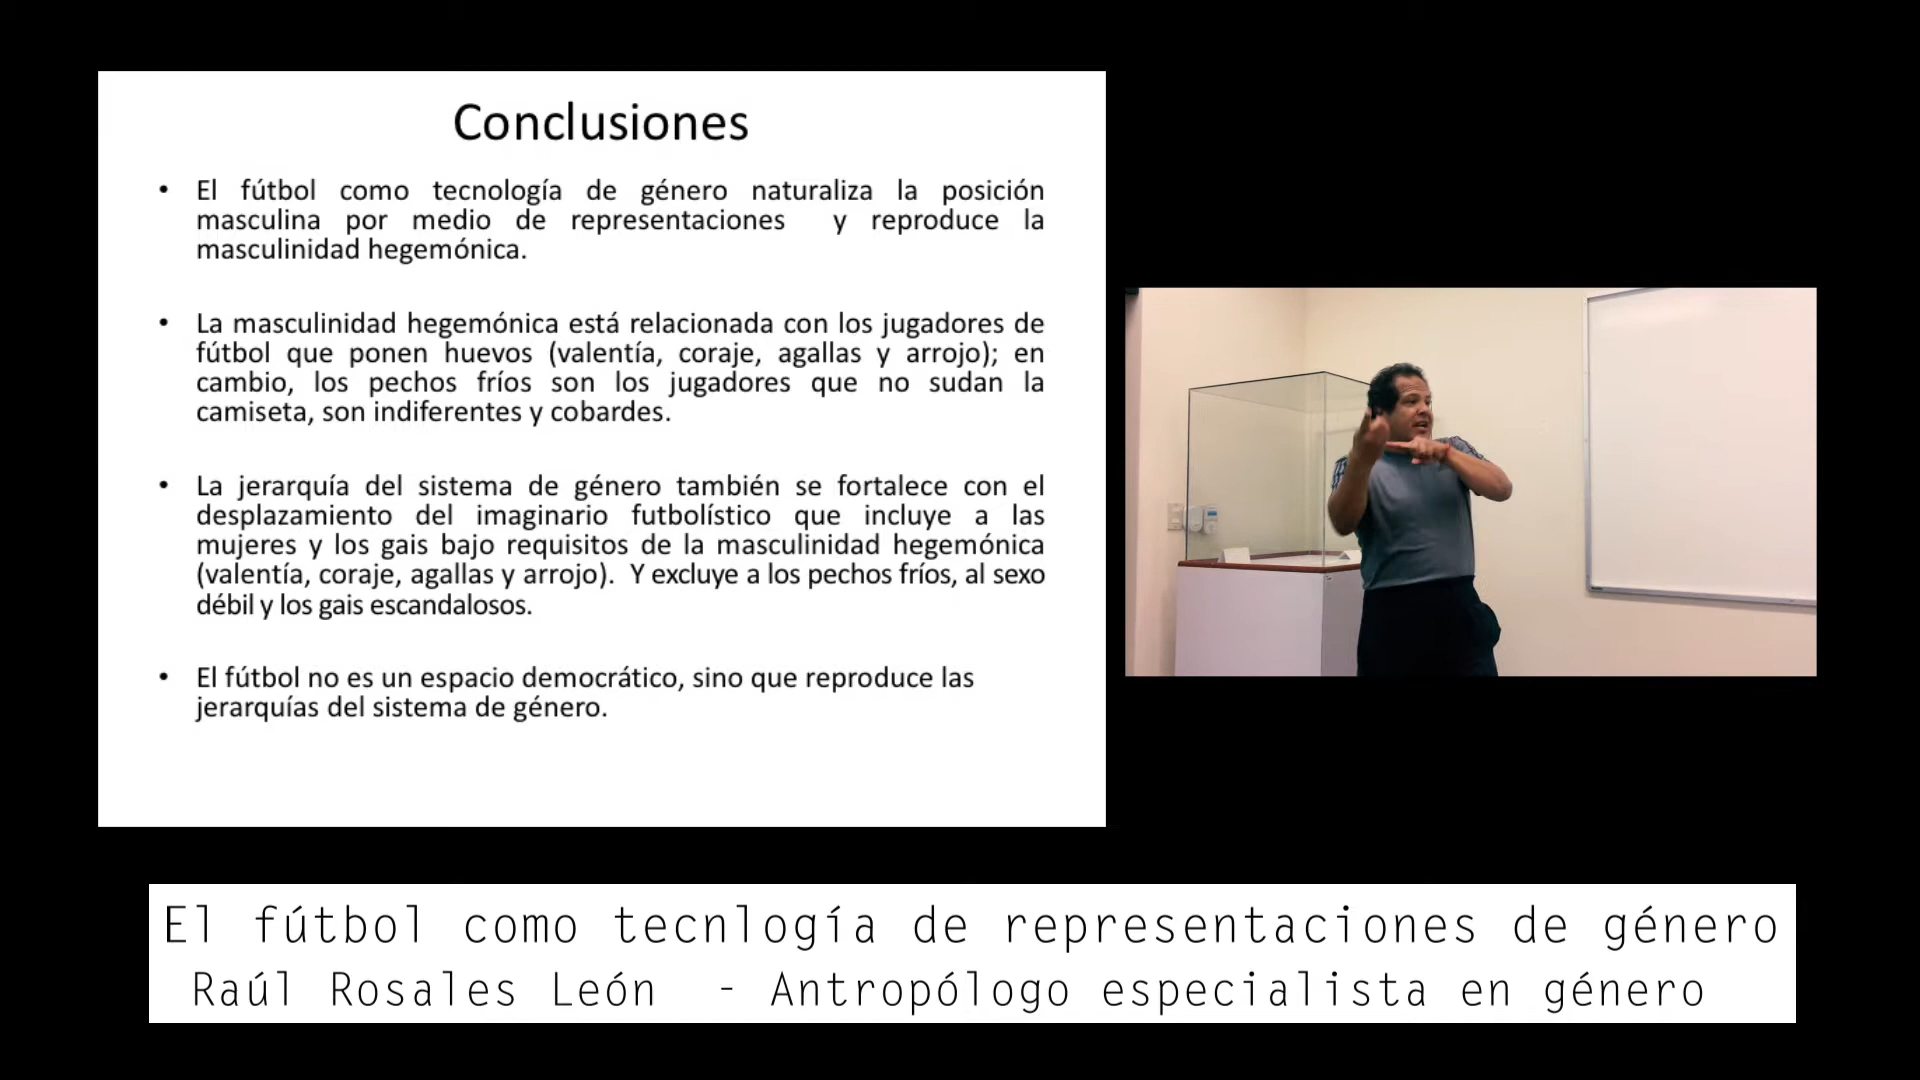 Conclusiones
• El fútbol como tecnología de género naturaliza la posición
masculina por medio de representaciones y reproduce la
masculinidad hegemónica.
• La masculinidad hegemónica está relacionada con los jugadores de
fútbol que ponen huevos (valentía, coraje, agallas y arrojo); en
cambio, los pechos fríos son los jugadores que no sudan la
camiseta, son indiferentes y cobardes.
• La jerarquía del sistema de género también se fortalece con el
desplazamiento del imaginario futbolístico que incluye a las
mujeres y los gais bajo requisitos de la masculinidad hegemónica
(valentía, coraje, agallas y arrojo). Y excluye a los pechos fríos, al sexo
débil y los gais escandalosos.
• El fútbol no es un espacio democrático, sino que reproduce las
jerarquías del sistema de género.
El fútbol como tecnlogía de representaciones de género
Raúl Rosales León - Antropólogo especialista en género